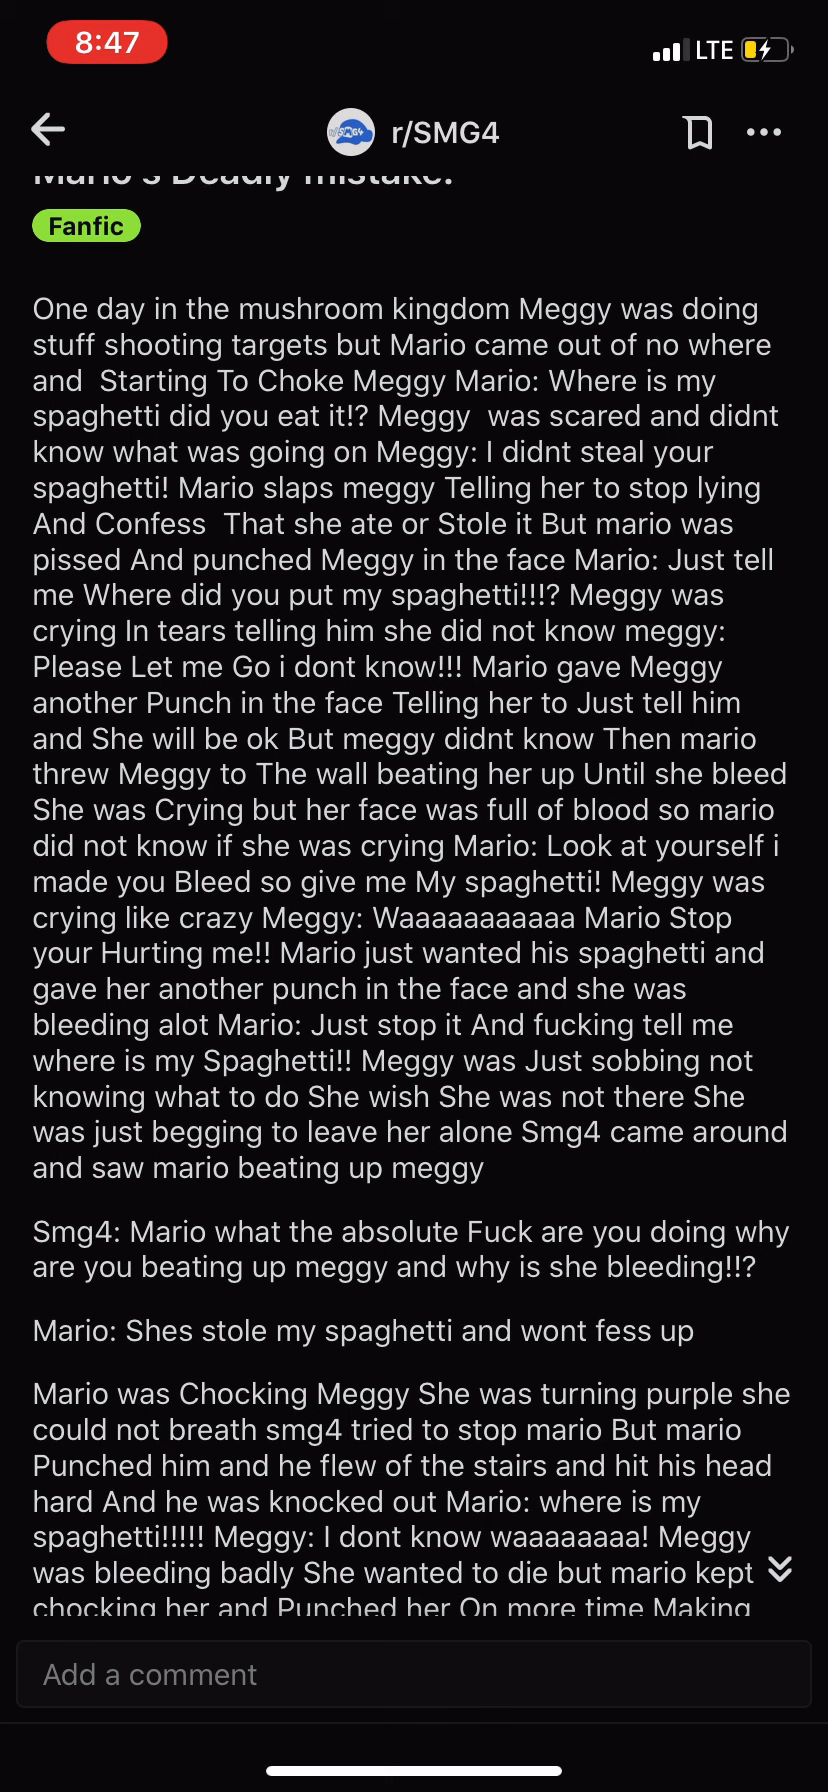 8:47
LTE
r/SMG4
Mario's Deadly mistake.
Fanfic
One day in the mushroom kingdom Meggy was doing
stuff shooting targets but Mario came out of no where
and  Starting To Choke Meggy Mario: Where is my
spaghetti did you eat it!? Meggy  was scared and didnt
know what was going on Meggy: I didnt steal your
spaghetti! Mario slaps meggy Telling her to stop lying
And Confess  That she ate or Stole it But mario was
pissed And punched Meggy in the face Mario: Just tell
me Where did you put my spaghetti!!!? Meggy was
crying In tears telling him she did not know meggy:
Please Let me Go i dont know!!! Mario gave Meggy
another Punch in the face Telling her to Just tell him
and She will be ok But meggy didnt know Then mario
threw Meggy to The wall beating her up Until she bleed
She was Crying but her face was full of blood so mario
did not know if she was crying Mario: Look at yourself i
made you Bleed so give me My spaghetti! Meggy was
crying like crazy Meggy: Waaaaaaaaaaa Mario Stop
your Hurting me!! Mario just wanted his spaghetti and
gave her another punch in the face and she was
bleeding alot Mario: Just stop it And fucking tell me
where is my Spaghetti!! Meggy was Just sobbing not
knowing what to do She wish She was not there She
was just begging to leave her alone Smg4 came around
and saw mario beating up meggy
Smg4: Mario what the absolute Fuck are you doing why
are you beating up meggy and why is she bleeding!!?
Mario: Shes stole my spaghetti and wont fess up
Mario was Chocking Meggy She was turning purple she
could not breath smg4 tried to stop mario But mario
Punched him and he flew of the stairs and hit his head
hard And he was knocked out Mario: where is my
spaghetti!!!!! Meggy: I dont know waaaaaaaa! Meggy
was bleeding badly She wanted to die but mario kept
chocking her and Punched her On more time Making
Add a comment